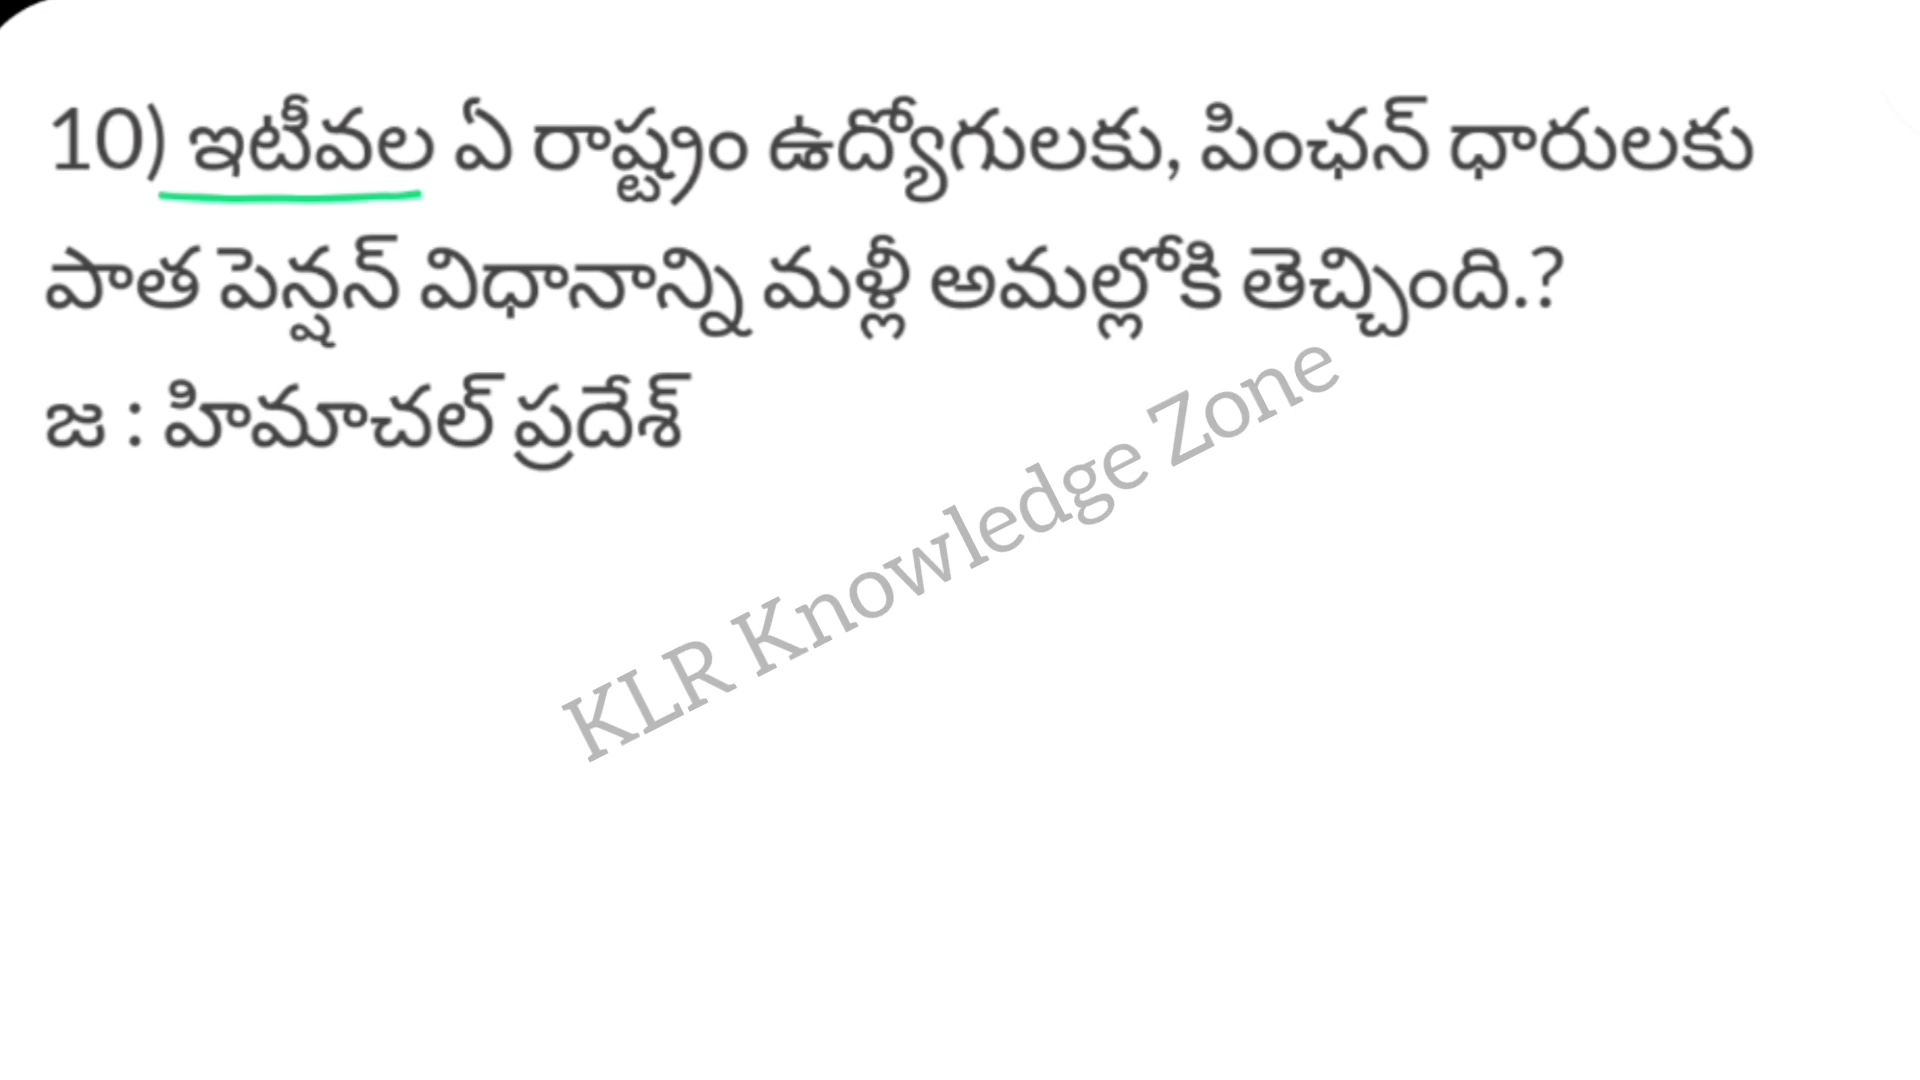 10) ఇటీవల ఏ రాష్ట్రం ఉద్యోగులకు, పింఛన్ ధారులకు
పాత పెన్షన్ విధానాన్ని మళ్లీ అమల్లోకి తెచ్చింది.?
జ : హిమాచల్ ప్రదేశ్
KLR Knowledge Zone